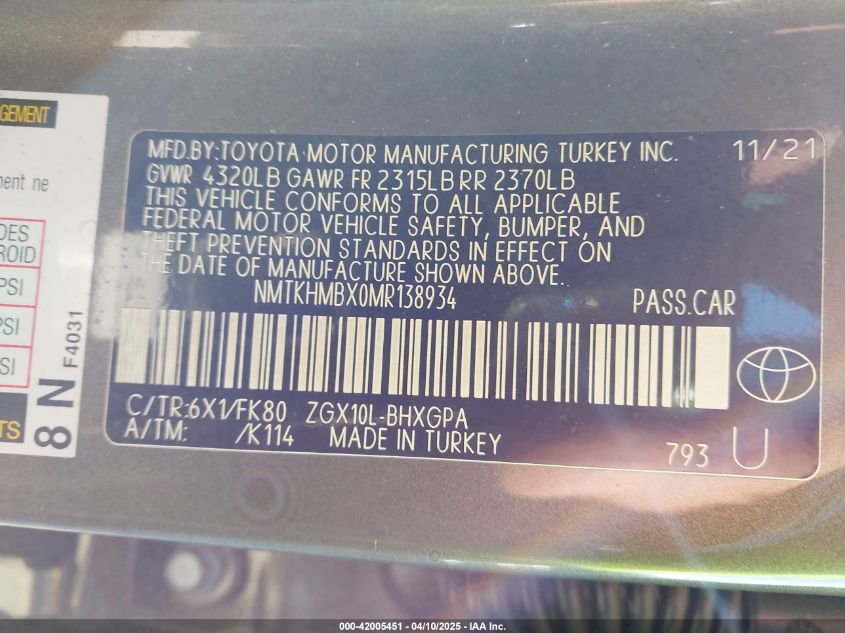 GEMENT
ment ne
DES
ROID
PSI
PSI
SI
TS
8 N
F4031
MFD.BY:TOYOTA MOTOR MANUFACTURING TURKEY INC. 11/21
GVWR 4320LB GAWR FR 2315LB RR 2370LB
THIS VEHICLE CONFORMS TO ALL APPLICABLE
FEDERAL MOTOR VEHICLE SAFETY, BUMPER, AND
THEFT PREVENTION STANDARDS IN EFFECT ON
THE DATE OF MANUFACTURE SHOWN ABOVE.
NMTKHMBX0MR138934 PASS.CAR
C/TR:6X1/FK80 ZGX10L-BHXGPA
A/TM: /K114 MADE IN TURKEY 793 U
000-42005451 - 04/10/2025 - IAA Inc.